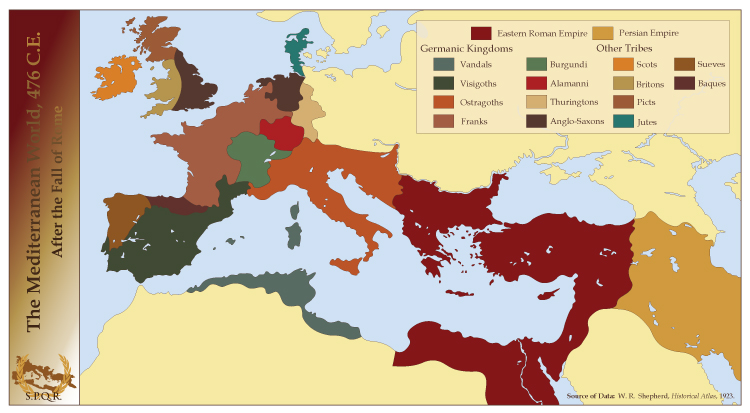 The Mediterranean World, 476 C.E.
After the Fall of Rome
S.P.Q.R.
Eastern Roman Empire
Persian Empire
Germanic Kingdoms
Other Tribes
Vandals
Burgundi
Scots
Sueves
Visigoths
Alamanni
Britons
Baques
Ostragoths
Thuringtons
Picts
Franks
Anglo-Saxons
Jutes
Source of Data: W. R. Shepherd, Historical Atlas, 1923.